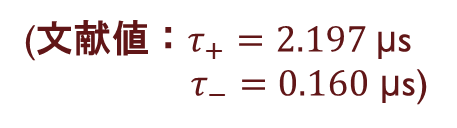 (文献値：τ₊ = 2.197 μs
τ₋ = 0.160 μs)